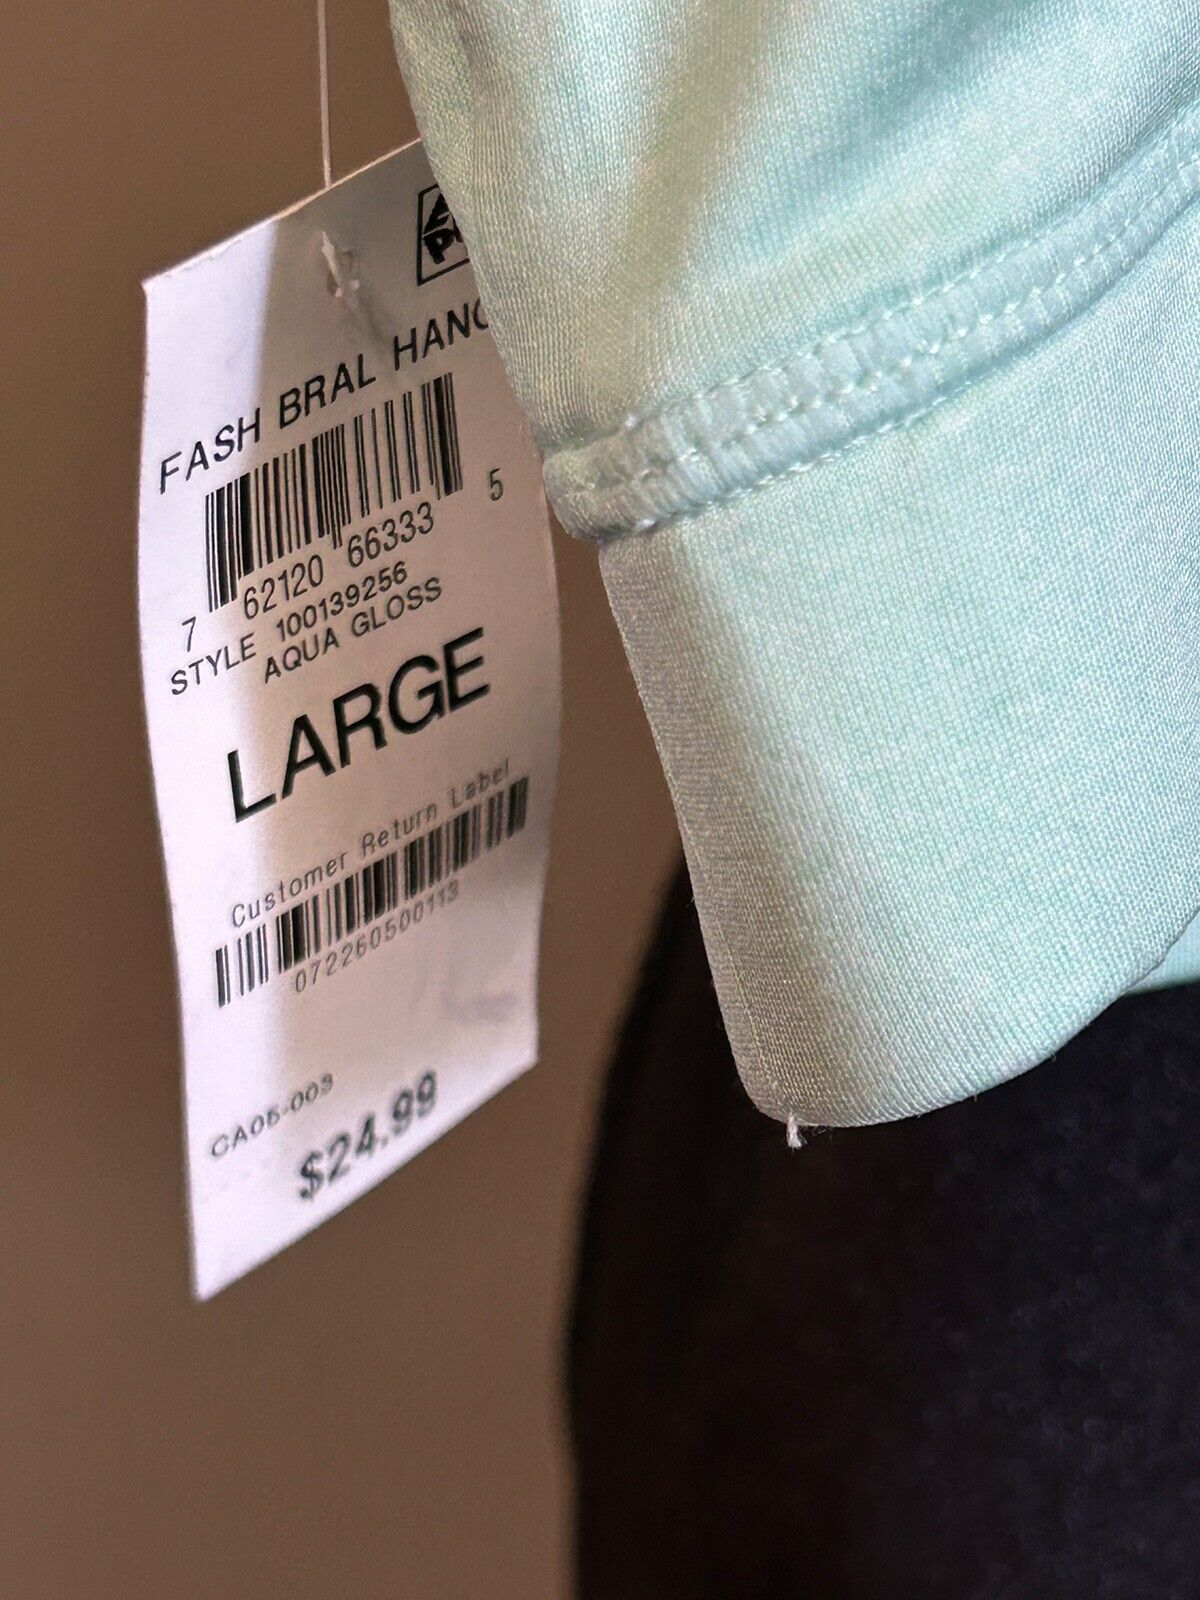 FASH BRAL HANG
7 62120 66333 5
STYLE 100139256
AQUA GLOSS
LARGE
Customer Return Label
072260500113
CA05-003
$24.99